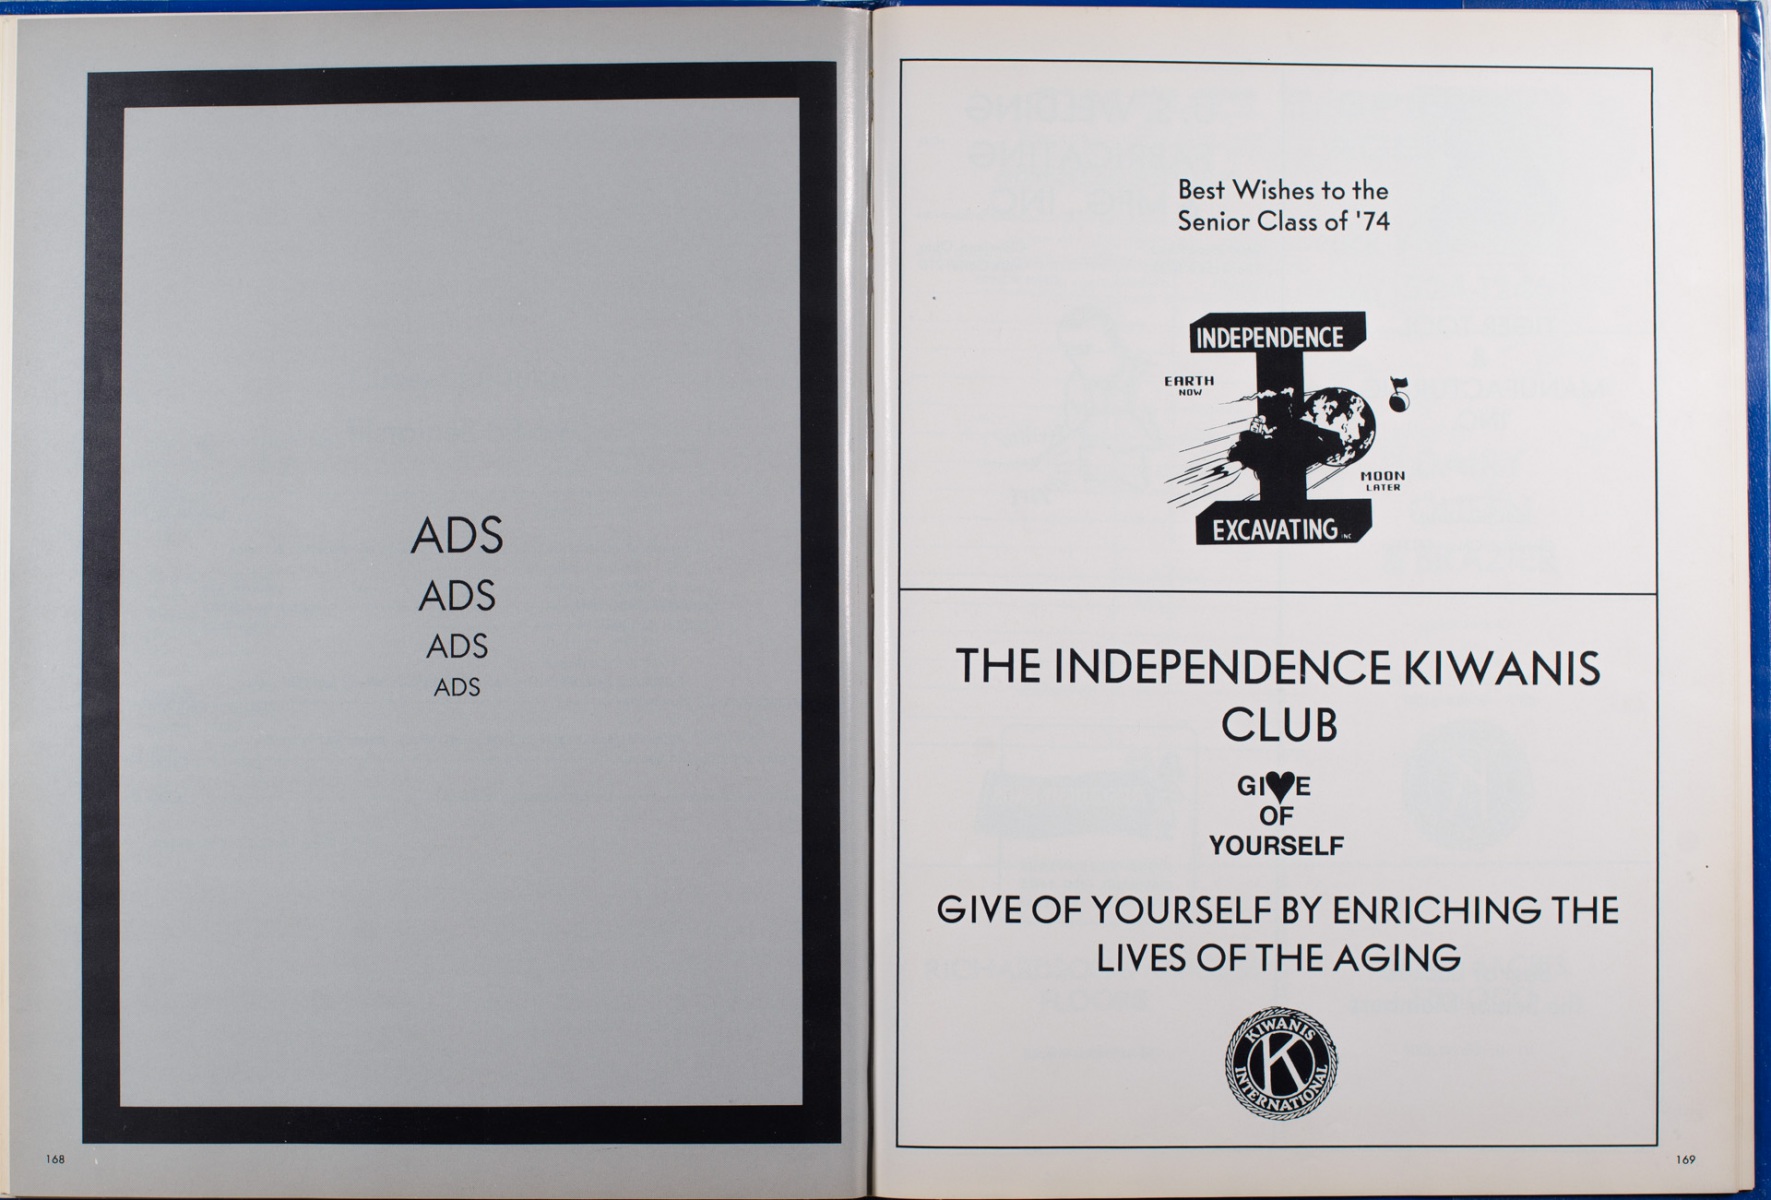 ADS
ADS
ADS
ADS
168
Best Wishes to the
Senior Class of '74
INDEPENDENCE
EARTH
NOW
MOON
LATER
EXCAVATING INC
THE INDEPENDENCE KIWANIS
CLUB
GI♥E
OF
YOURSELF
GIVE OF YOURSELF BY ENRICHING THE
LIVES OF THE AGING
KIWANIS
K
INTERNATIONAL
169